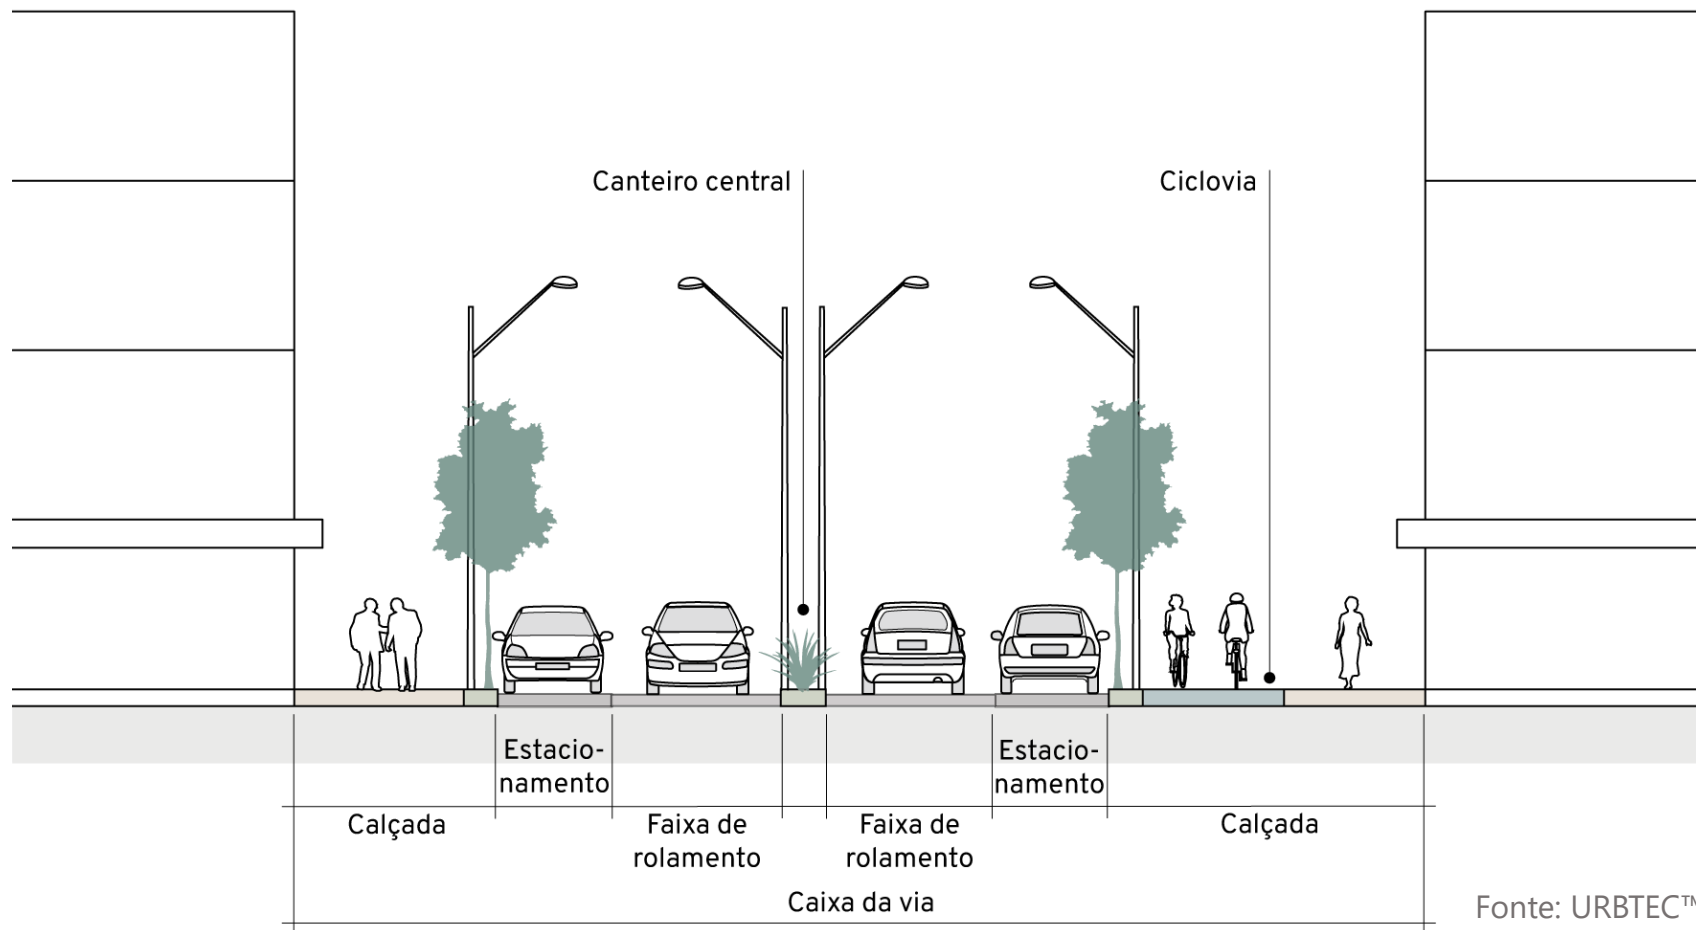 Canteiro central
Ciclovia
Estacio-
namento
Estacio-
namento
Calçada
Faixa de
rolamento
Faixa de
rolamento
Calçada
Caixa da via
Fonte: URBTEC™